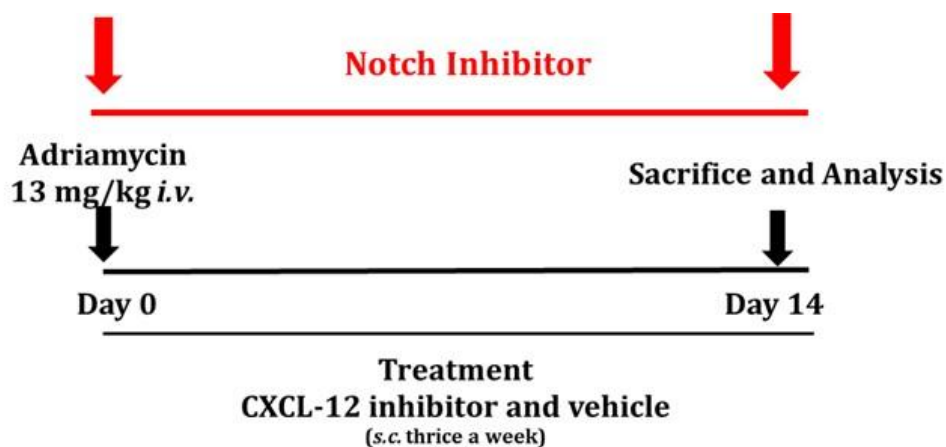 Notch Inhibitor
Adriamycin
13 mg/kg i.v.
Sacrifice and Analysis
Day 0
Day 14
Treatment
CXCL-12 inhibitor and vehicle
(s.c. thrice a week)